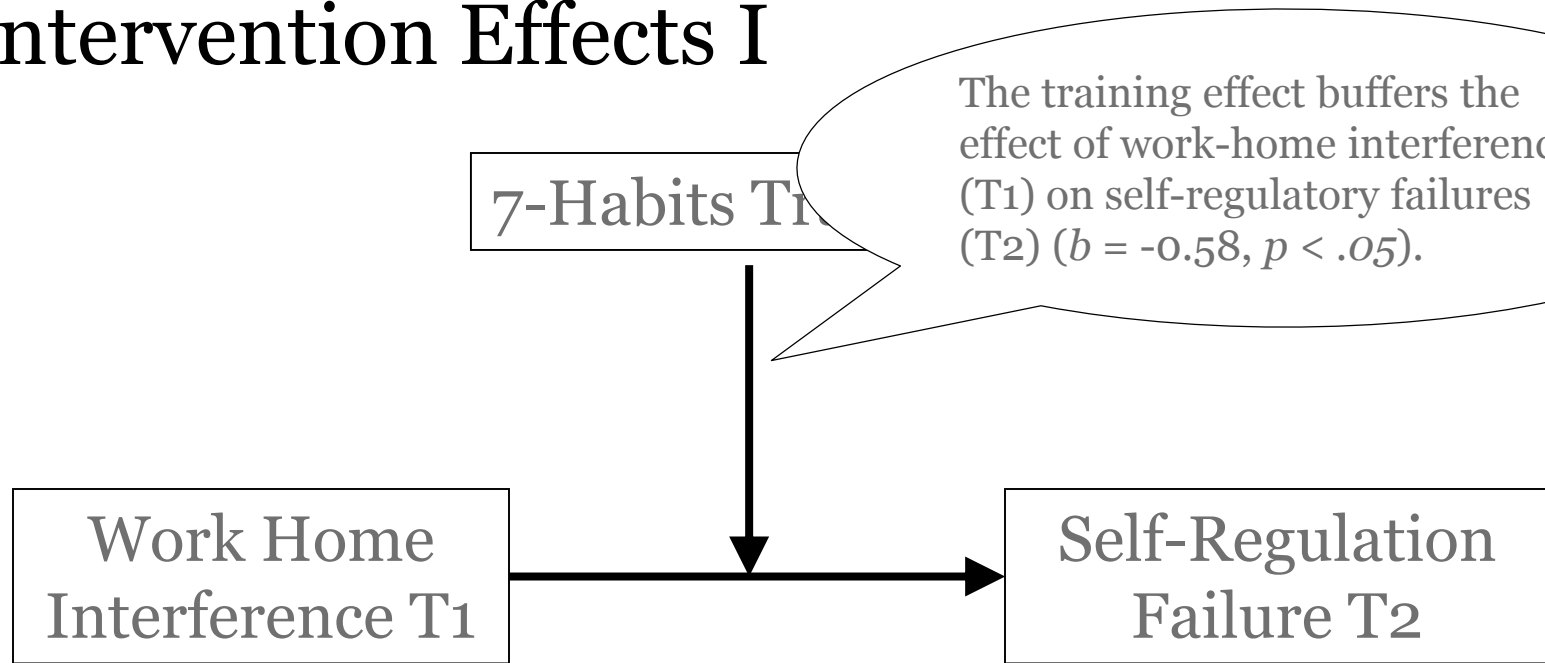 ntervention Effects I
7-Habits Tr
The training effect buffers the
effect of work-home interferenc
(T1) on self-regulatory failures
(T2) (b = -0.58, p < .05).
Work Home
Interference T1
Self-Regulation
Failure T2